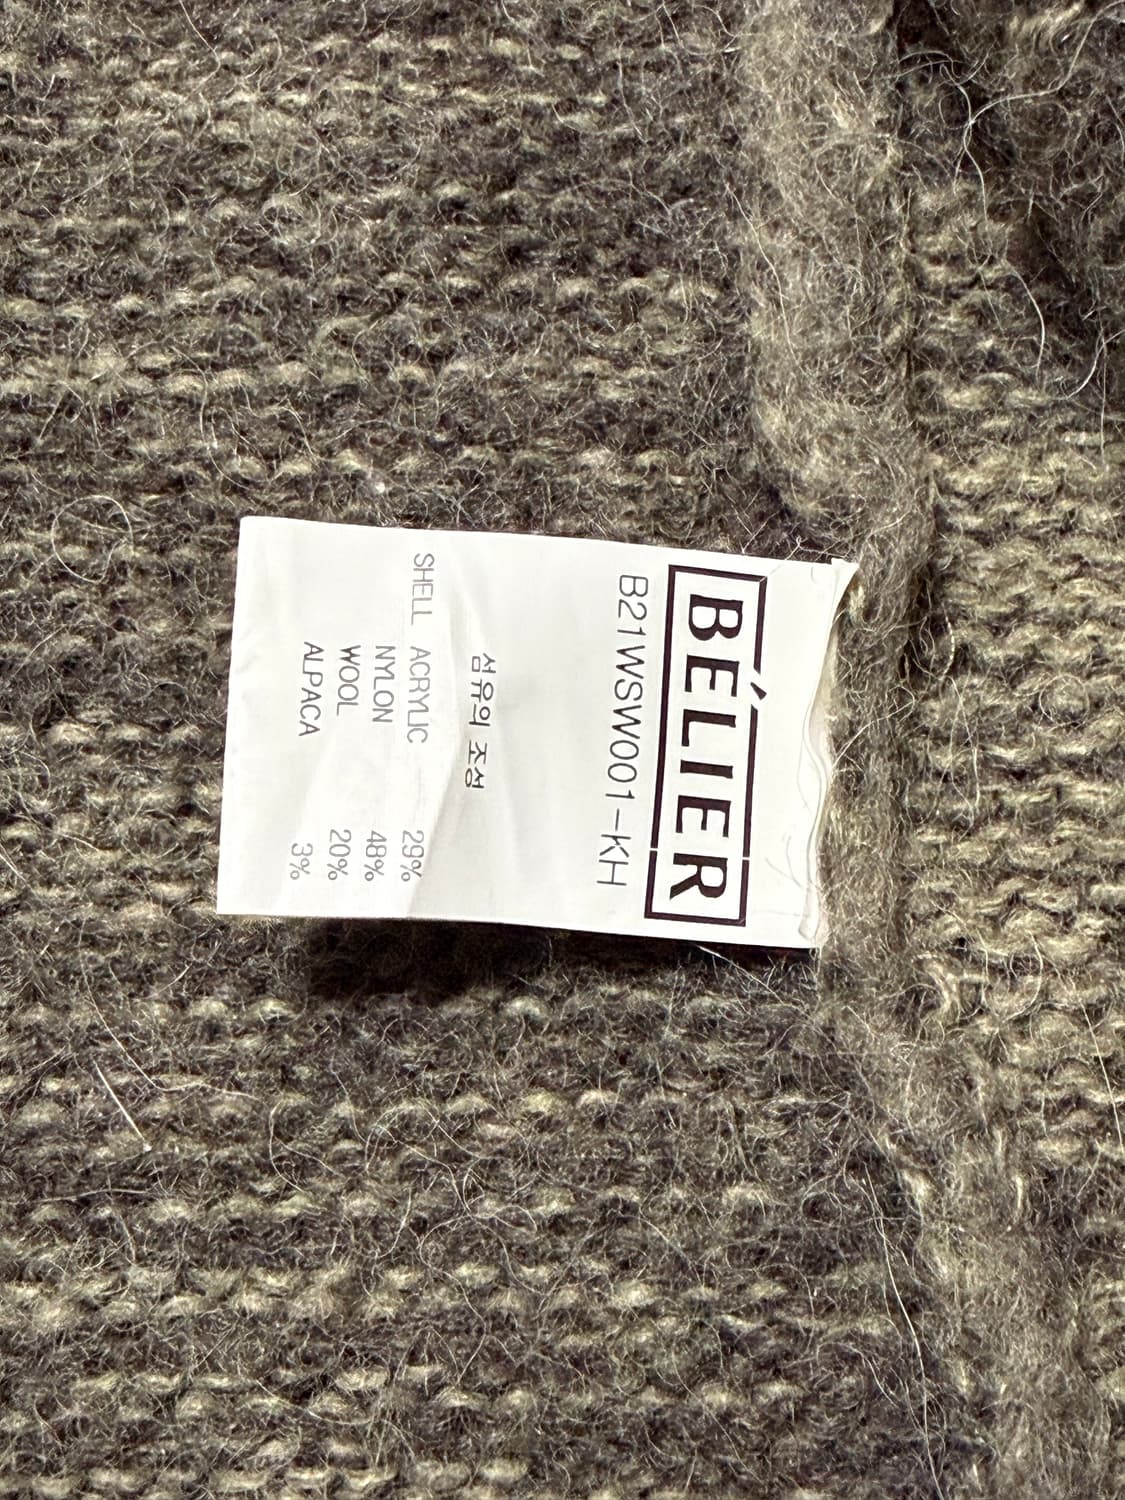 BÉLIER
B21WSW001-KH
섬유의 조성
SHELL ACRYLIC 29%
NYLON 48%
WOOL 20%
ALPACA 3%